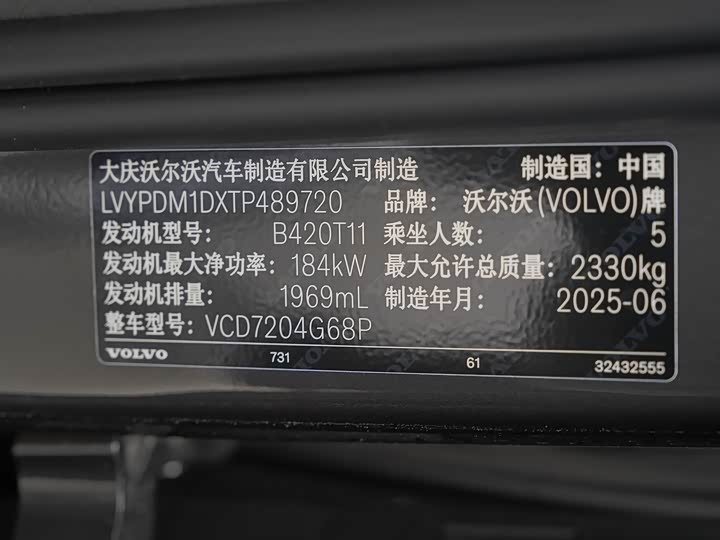 大庆沃尔沃汽车制造有限公司制造 制造国：中国
LVYPDM1DXTP489720 品牌：沃尔沃(VOLVO)牌
发动机型号：B420T11 乘坐人数：5
发动机最大净功率：184kW 最大允许总质量：2330kg
发动机排量：1969mL 制造年月：2025-06
整车型号：VCD7204G68P
VOLVO 731 61 32432555